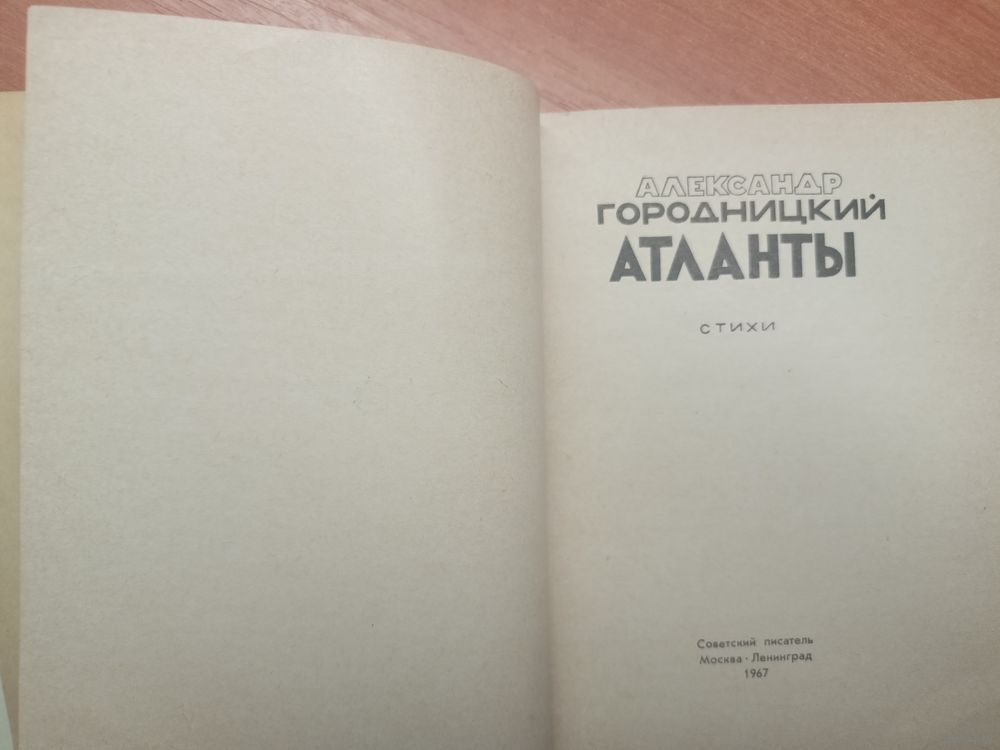 АЛЕКСАНДР
ГОРОДНИЦКИЙ
АТЛАНТЫ
СТИХИ
Советский писатель
Москва · Ленинград
1967